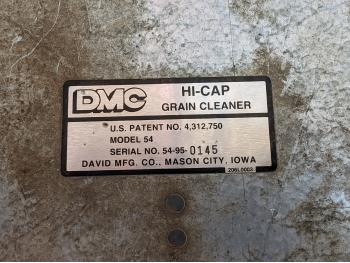 DMC
HI-CAP
GRAIN CLEANER
U.S. PATENT NO. 4,312,750
MODEL 54
SERIAL NO. 54-95-0145
DAVID MFG. CO., MASON CITY, IOWA
206L0003